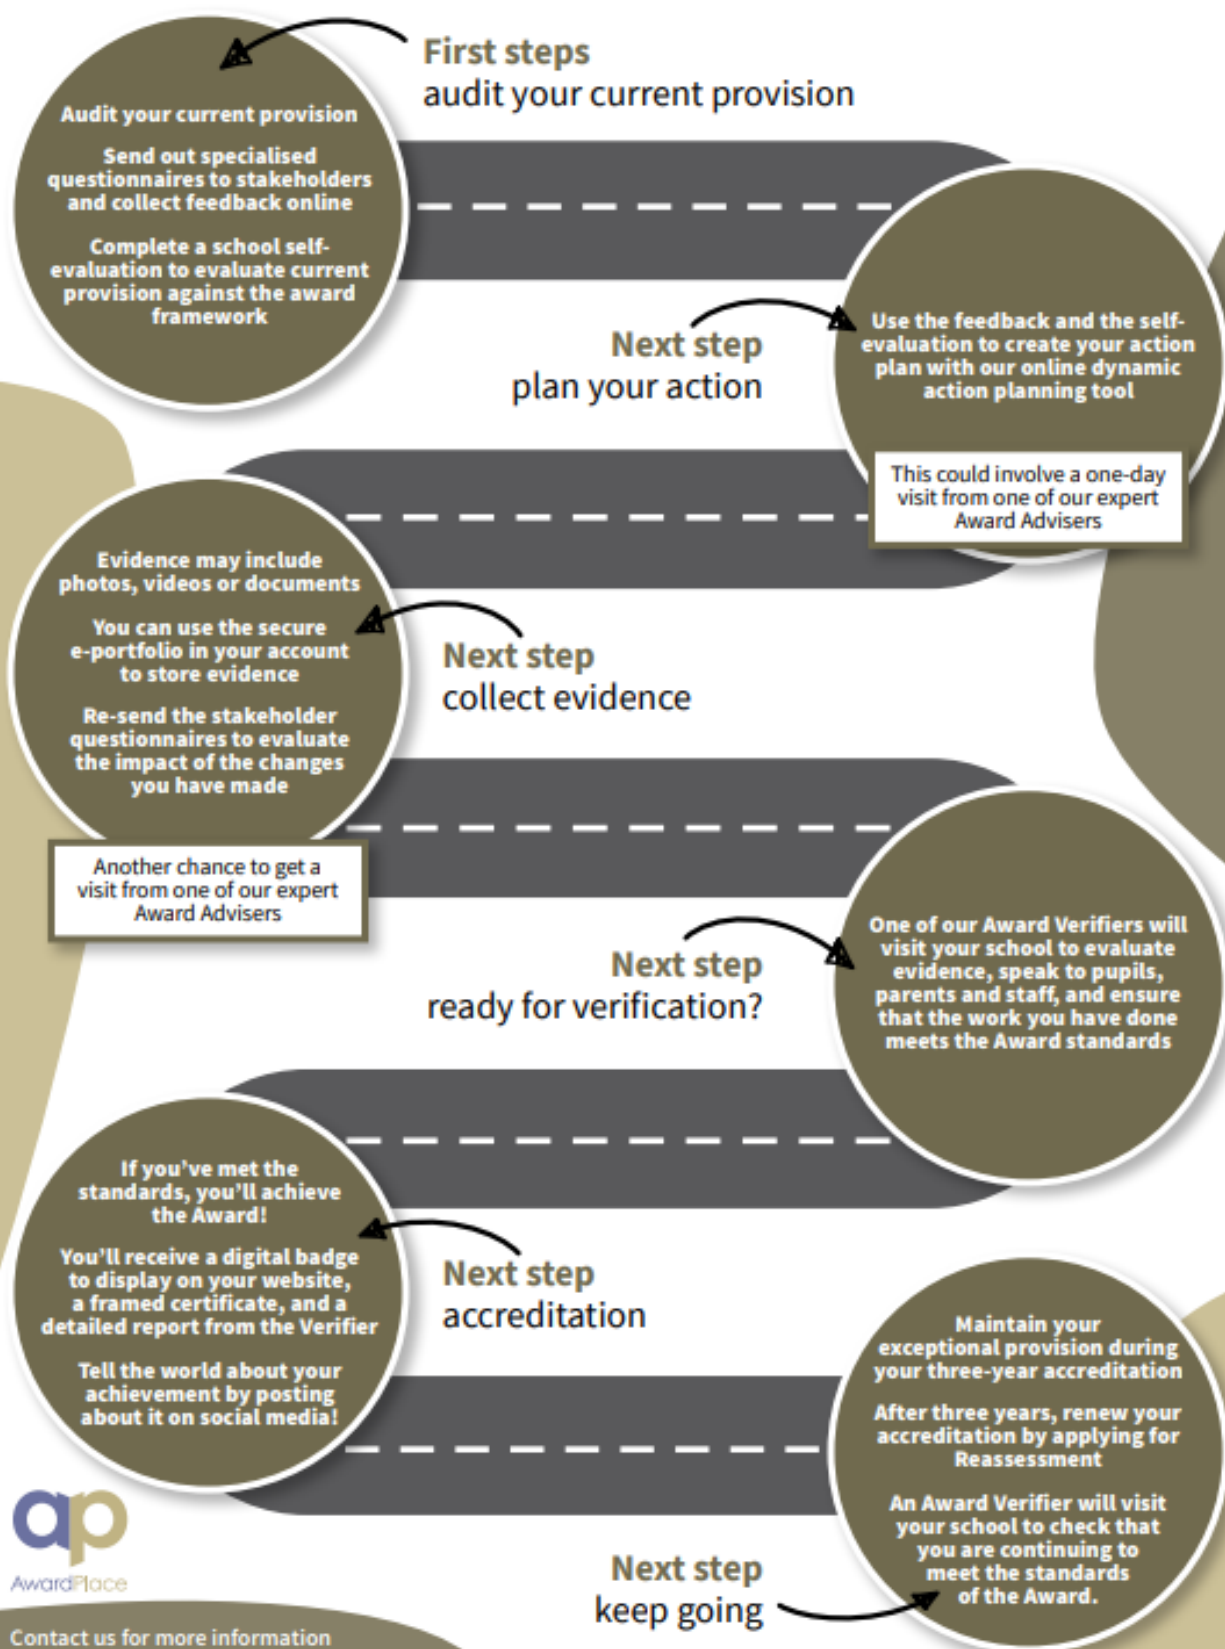 First steps
audit your current provision
Audit your current provision
Send out specialised
questionnaires to stakeholders
and collect feedback online
Complete a school self-
evaluation to evaluate current
provision against the award
framework
Next step
plan your action
Use the feedback and the self-
evaluation to create your action
plan with our online dynamic
action planning tool
This could involve a one-day
visit from one of our expert
Award Advisers
Next step
collect evidence
Evidence may include
photos, videos or documents
You can use the secure
e-portfolio in your account
to store evidence
Re-send the stakeholder
questionnaires to evaluate
the impact of the changes
you have made
Another chance to get a
visit from one of our expert
Award Advisers
Next step
ready for verification?
One of our Award Verifiers will
visit your school to evaluate
evidence, speak to pupils,
parents and staff, and ensure
that the work you have done
meets the Award standards
Next step
accreditation
If you've met the
standards, you'll achieve
the Award!
You'll receive a digital badge
to display on your website,
a framed certificate, and a
detailed report from the Verifier
Tell the world about your
achievement by posting
about it on social media!
Next step
keep going
Maintain your
exceptional provision during
your three-year accreditation
After three years, renew your
accreditation by applying for
Reassessment
An Award Verifier will visit
your school to check that
you are continuing to
meet the standards
of the Award.
ap
AwardPlace
Contact us for more information